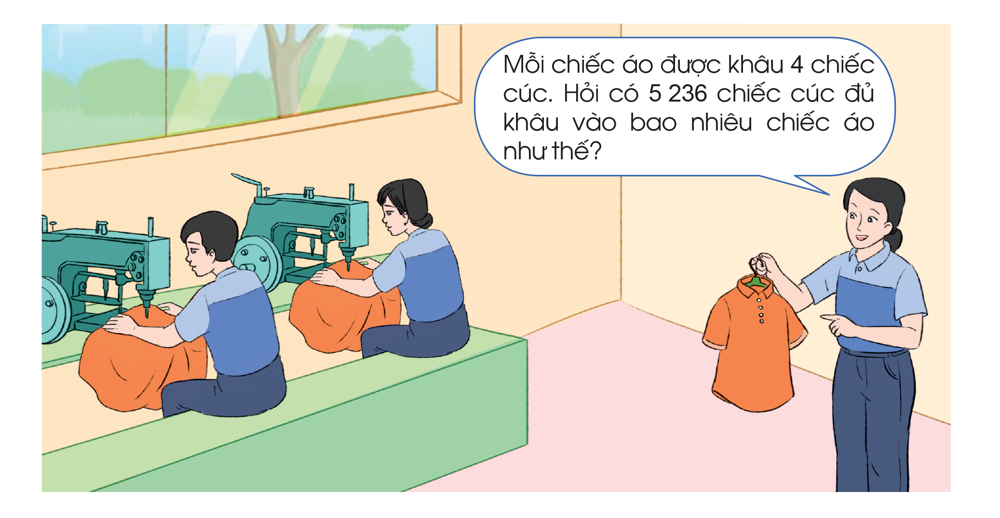 Mỗi chiếc áo được khâu 4 chiếc
cúc. Hỏi có 5 236 chiếc cúc đủ
khâu vào bao nhiêu chiếc áo
như thế?